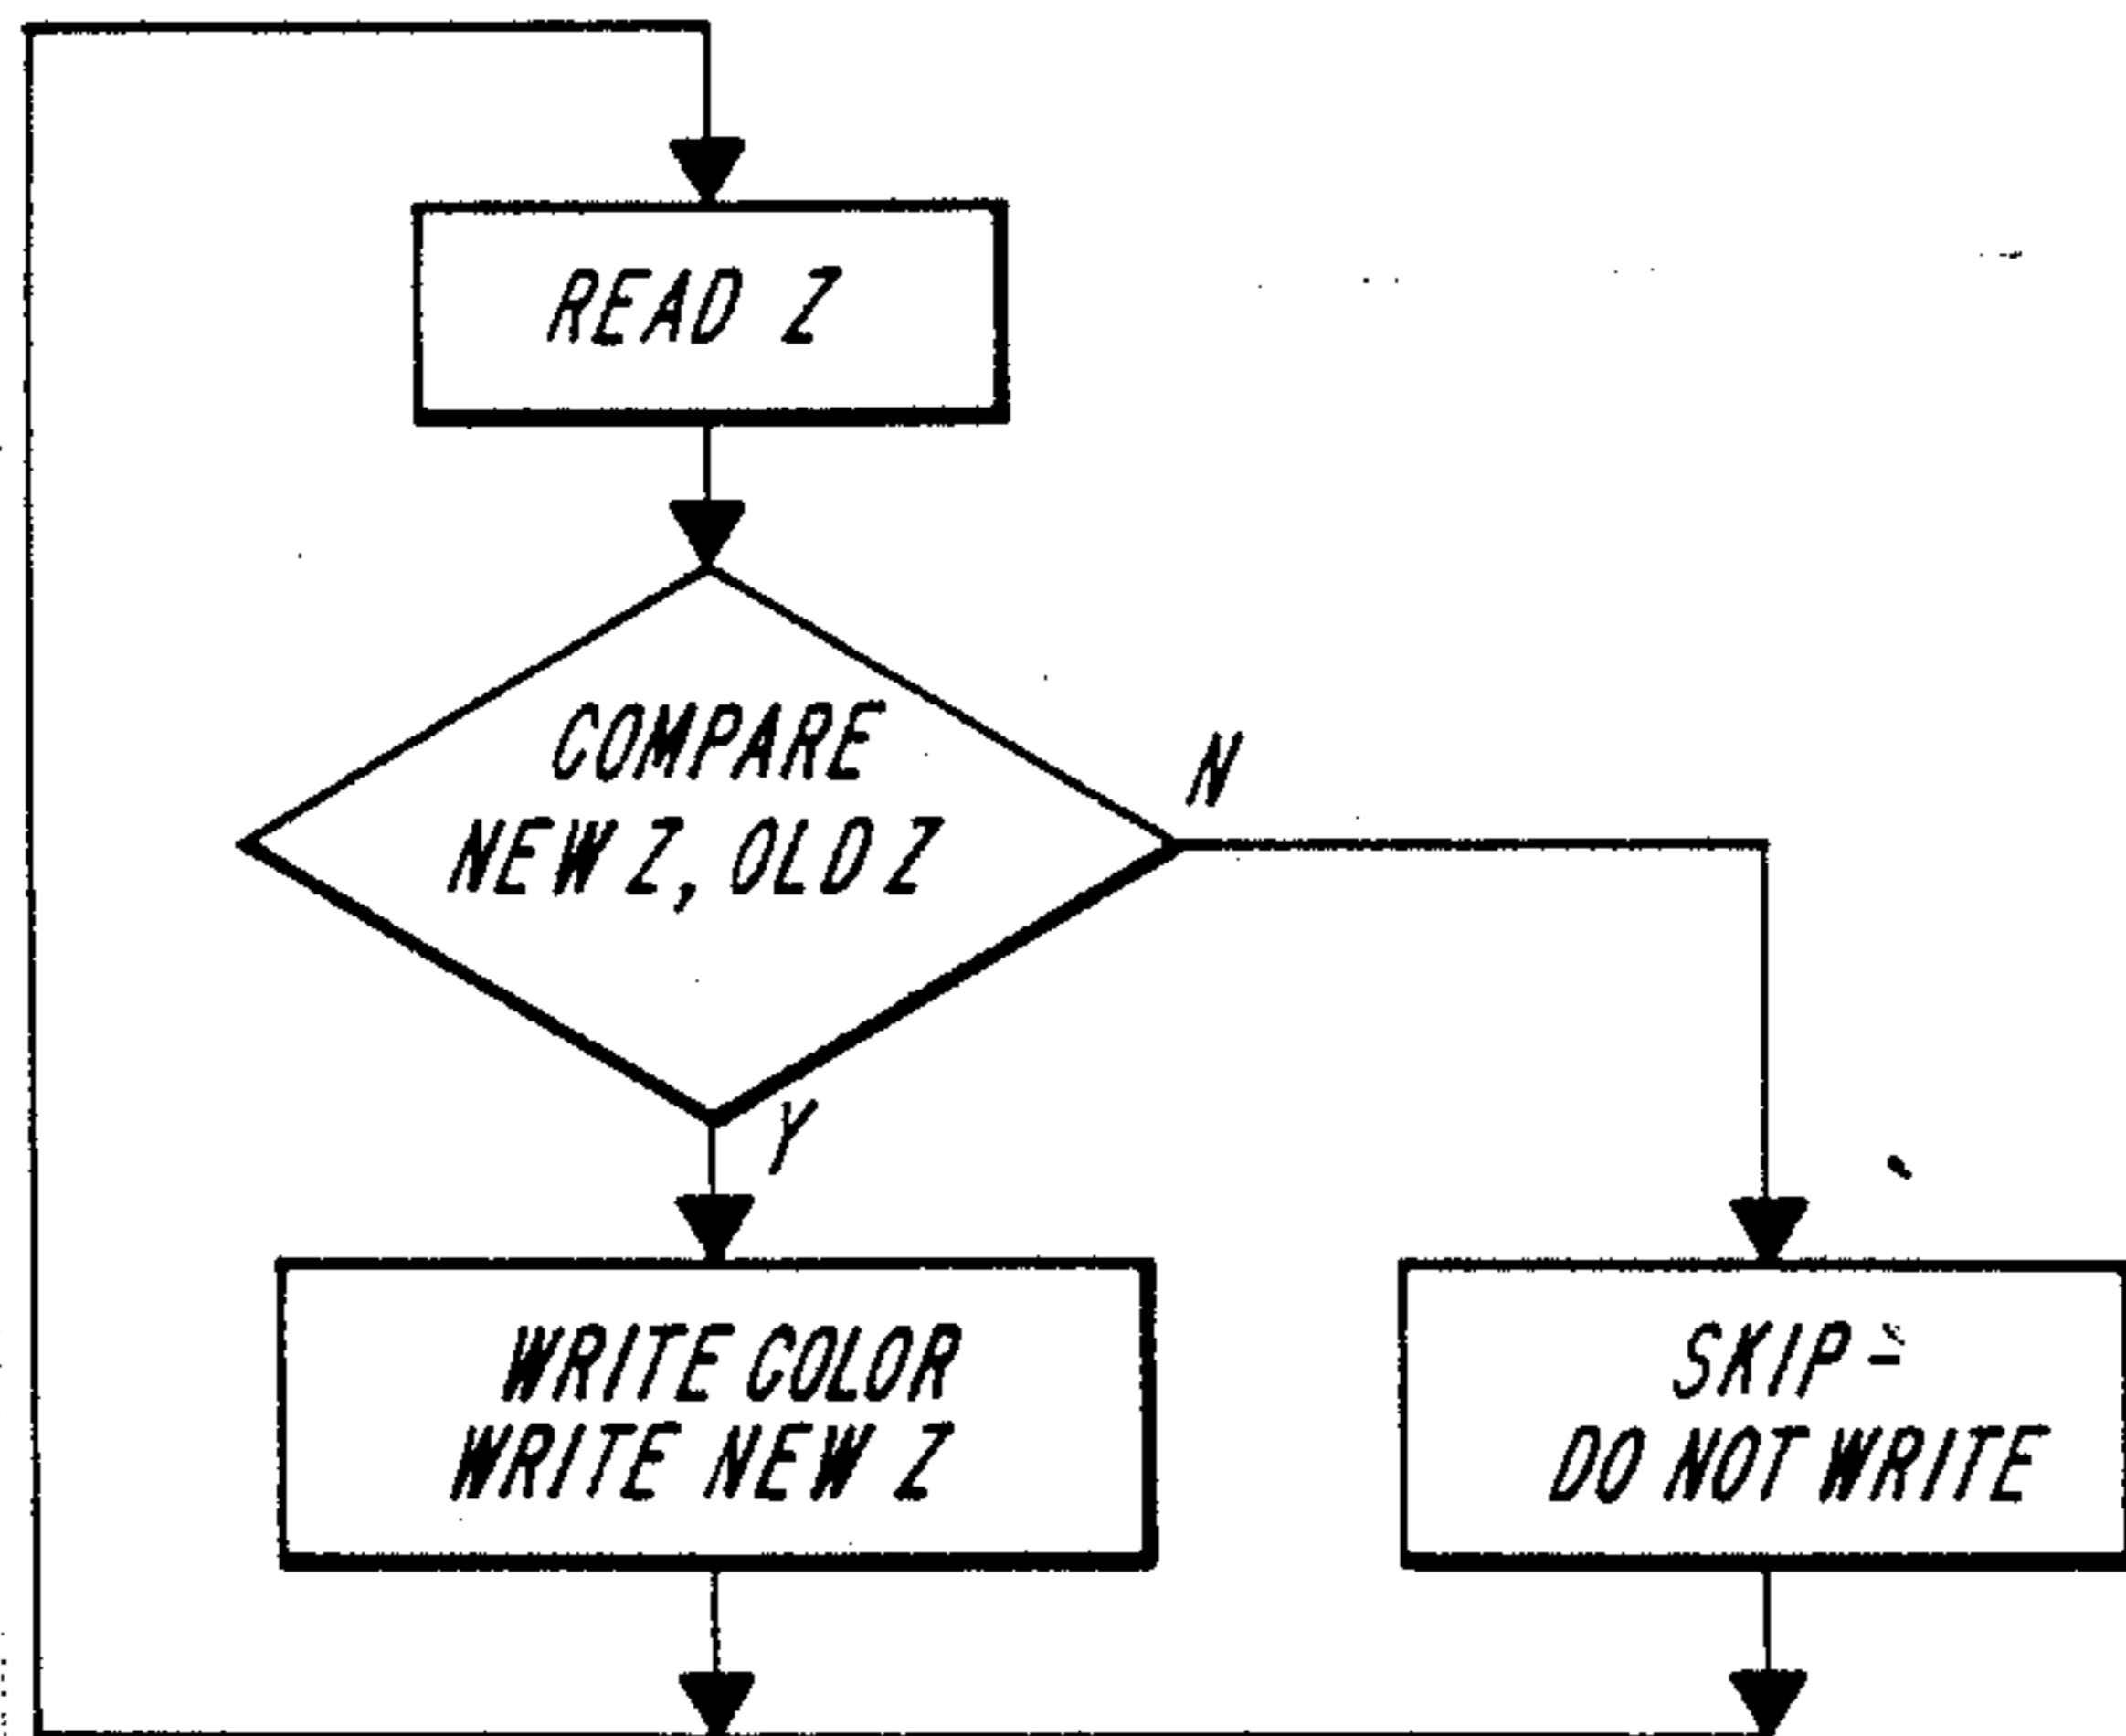 READ Z
COMPARE
NEW Z, OLD Z
N
Y
WRITE COLOR
WRITE NEW Z
SKIP-
DO NOT WRITE